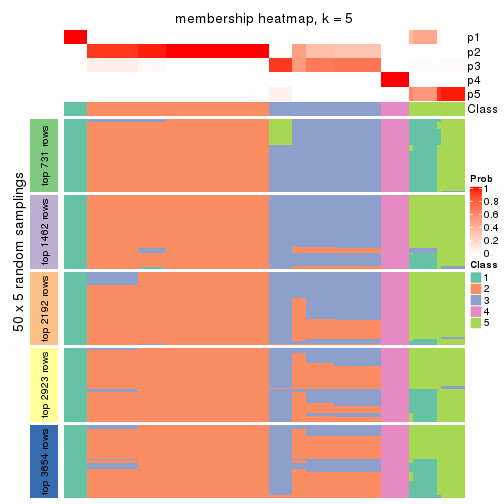 membership heatmap, k = 5
p1
p2
p3
p4
p5
Class
50 x 5 random samplings
top 731 rows
top 1462 rows
top 2192 rows
top 2923 rows
top 3654 rows
Prob
1
0.8
0.6
0.4
0.2
0
Class
1
2
3
4
5